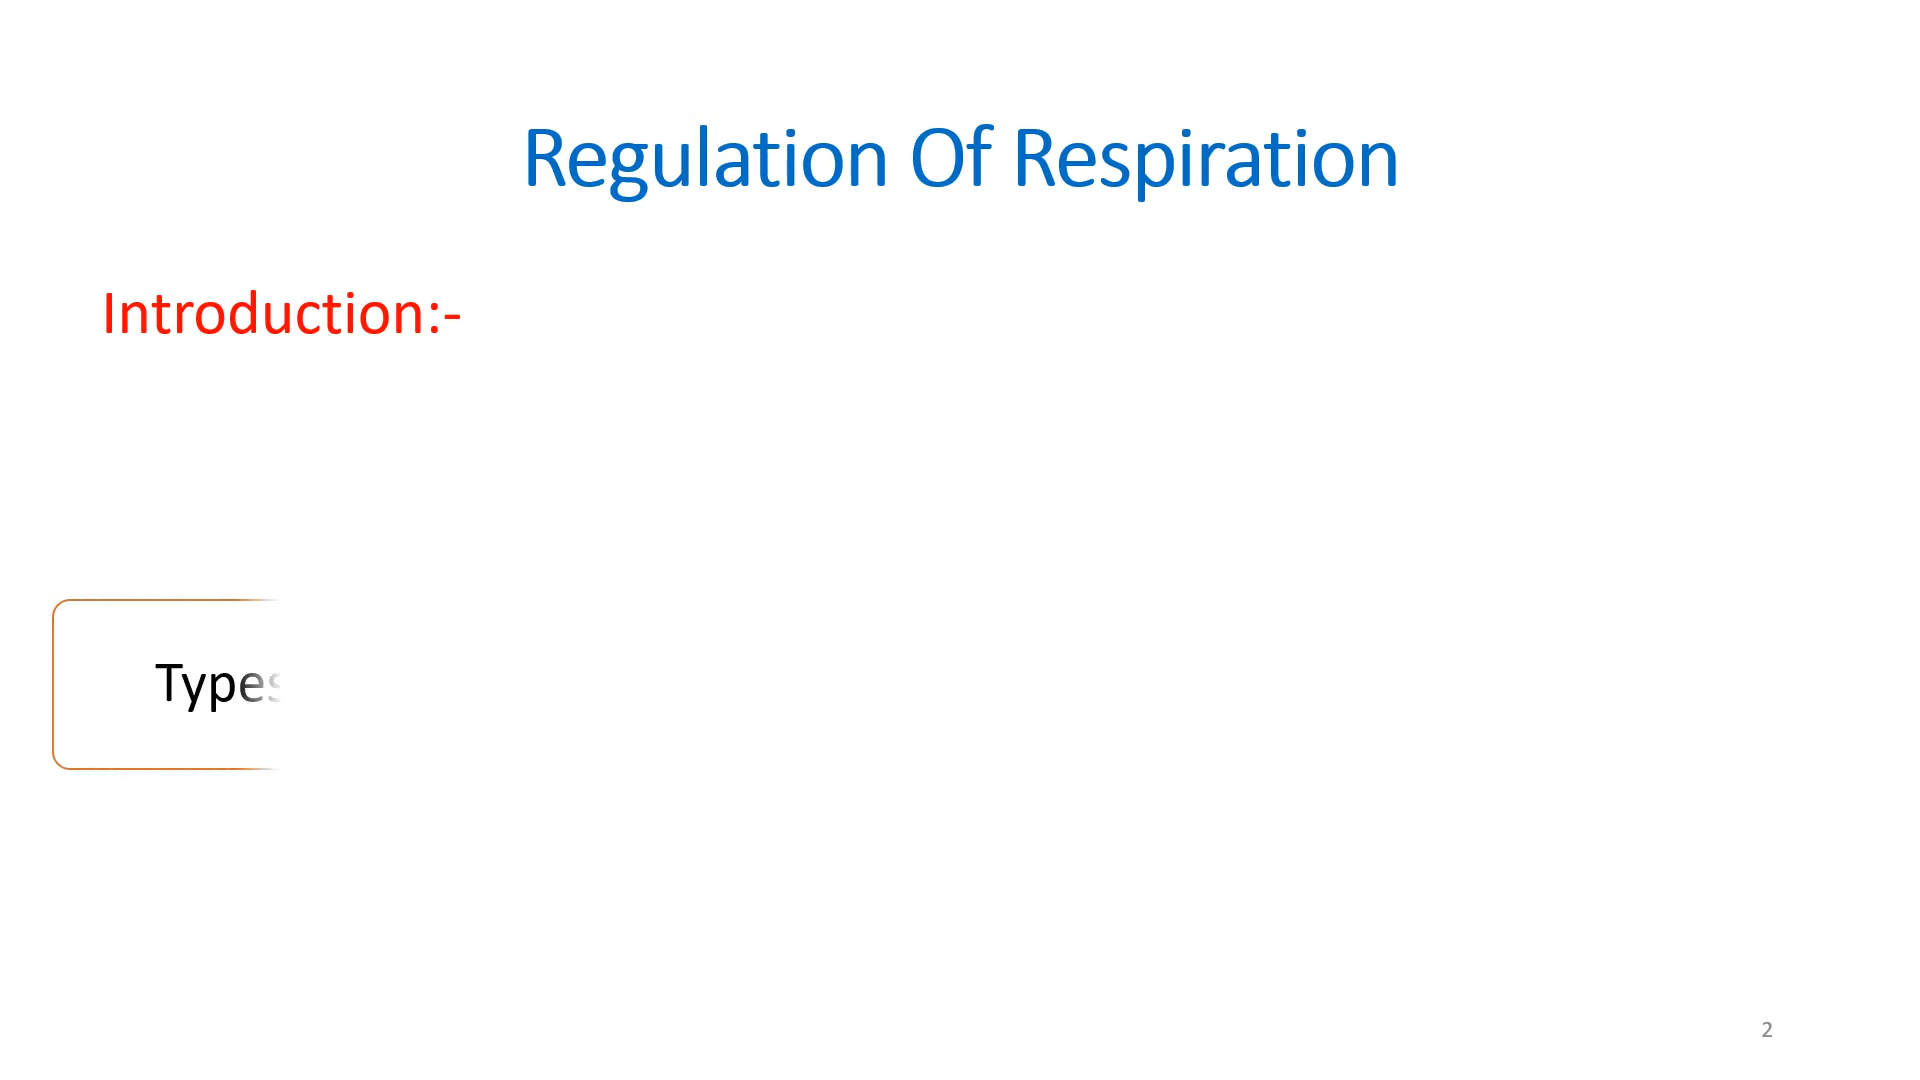 Regulation Of Respiration
Introduction:-
Types
2